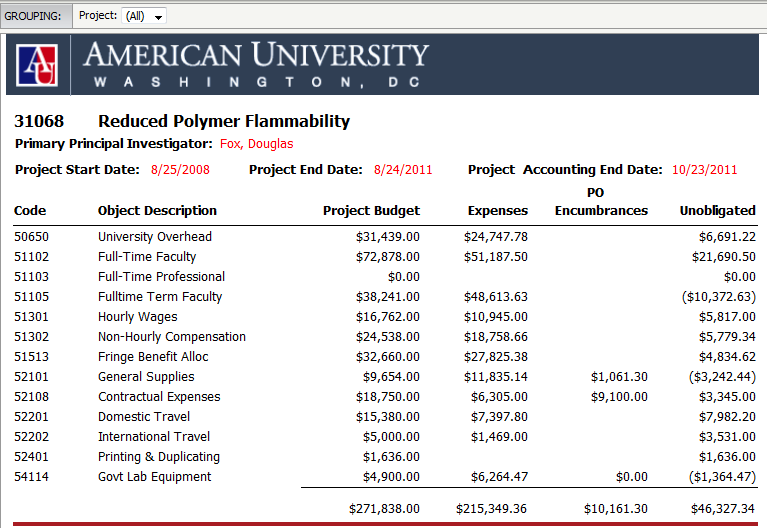 GROUPING: Project: (All)
AU AMERICAN UNIVERSITY
WASHINGTON, DC
31068 Reduced Polymer Flammability
Primary Principal Investigator: Fox, Douglas
Project Start Date: 8/25/2008 Project End Date: 8/24/2011 Project Accounting End Date: 10/23/2011
PO
Code Object Description Project Budget Expenses Encumbrances Unobligated
50650 University Overhead $31,439.00 $24,747.78 $6,691.22
51102 Full-Time Faculty $72,878.00 $51,187.50 $21,690.50
51103 Full-Time Professional $0.00 $0.00
51105 Fulltime Term Faculty $38,241.00 $48,613.63 ($10,372.63)
51301 Hourly Wages $16,762.00 $10,945.00 $5,817.00
51302 Non-Hourly Compensation $24,538.00 $18,758.66 $5,779.34
51513 Fringe Benefit Alloc $32,660.00 $27,825.38 $4,834.62
52101 General Supplies $9,654.00 $11,835.14 $1,061.30 ($3,242.44)
52108 Contractual Expenses $18,750.00 $6,305.00 $9,100.00 $3,345.00
52201 Domestic Travel $15,380.00 $7,397.80 $7,982.20
52202 International Travel $5,000.00 $1,469.00 $3,531.00
52401 Printing & Duplicating $1,636.00 $1,636.00
54114 Govt Lab Equipment $4,900.00 $6,264.47 $0.00 ($1,364.47)
$271,838.00 $215,349.36 $10,161.30 $46,327.34